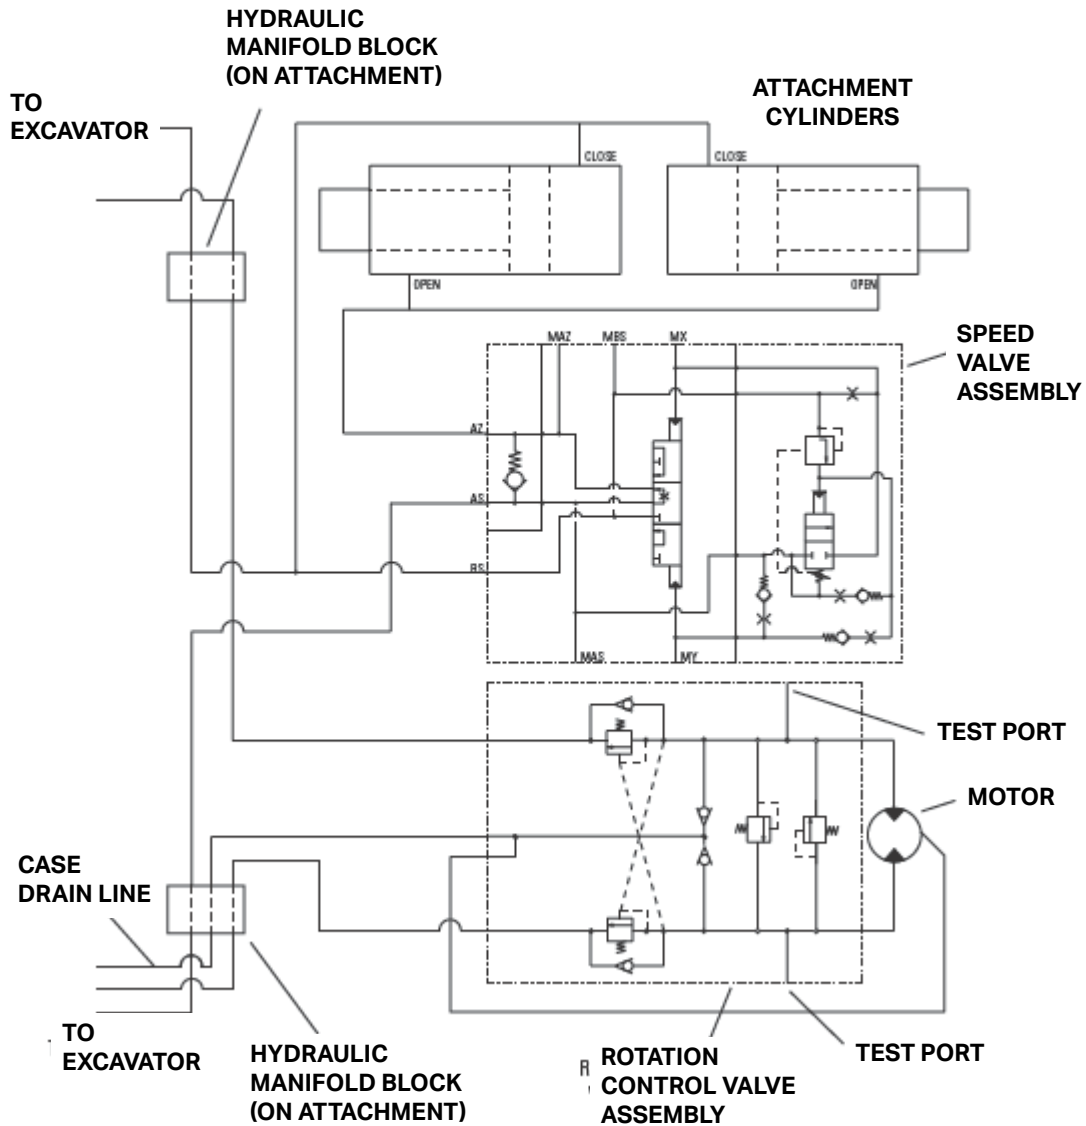 HYDRAULIC
MANIFOLD BLOCK
(ON ATTACHMENT)
TO
EXCAVATOR
ATTACHMENT
CYLINDERS
CLOSE
CLOSE
OPEN
OPEN
MAZ
MBS
MX
SPEED
VALVE
ASSEMBLY
AZ
AS
BS
MAS
MY
TEST PORT
MOTOR
CASE
DRAIN LINE
TO
EXCAVATOR
HYDRAULIC
MANIFOLD BLOCK
(ON ATTACHMENT)
R
ROTATION
CONTROL VALVE
ASSEMBLY
TEST PORT